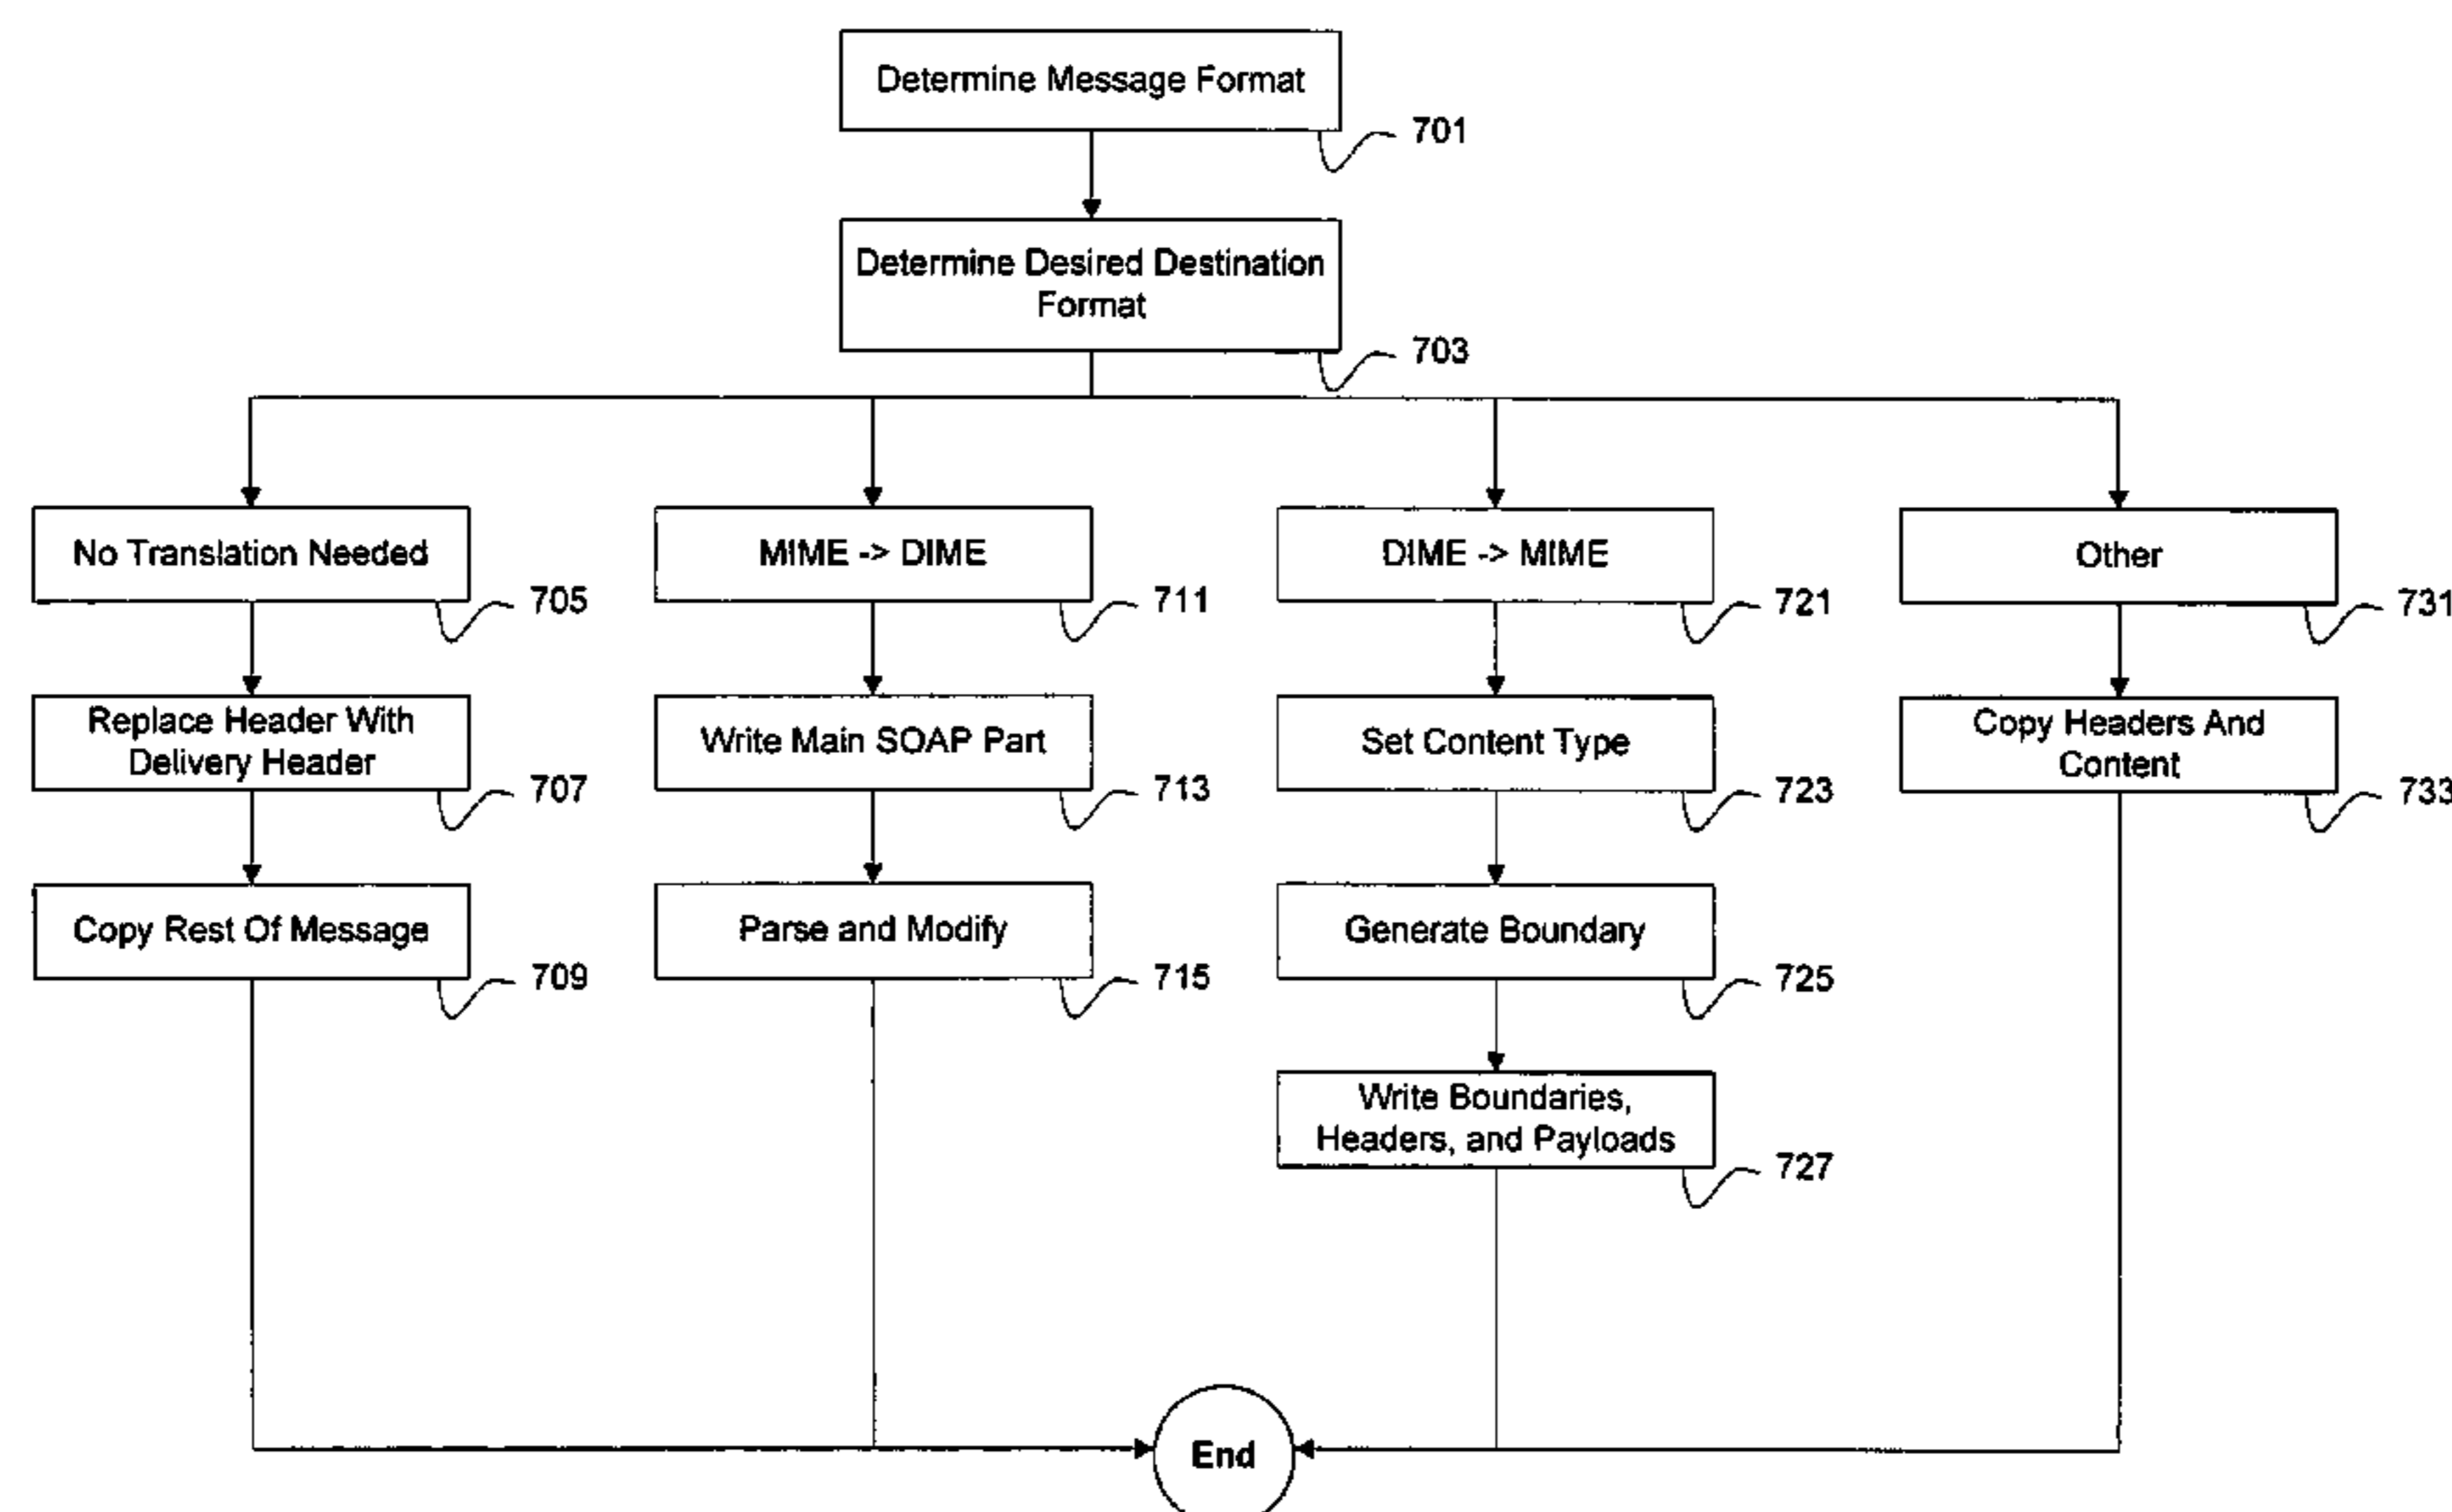 Determine Message Format
701
Determine Desired Destination
Format
703
No Translation Needed
705
MIME -> DIME
711
DIME -> MIME
721
Other
731
Replace Header With
Delivery Header
707
Write Main SOAP Part
713
Set Content Type
723
Copy Headers And
Content
733
Copy Rest Of Message
709
Parse and Modify
715
Generate Boundary
725
Write Boundaries,
Headers, and Payloads
727
End